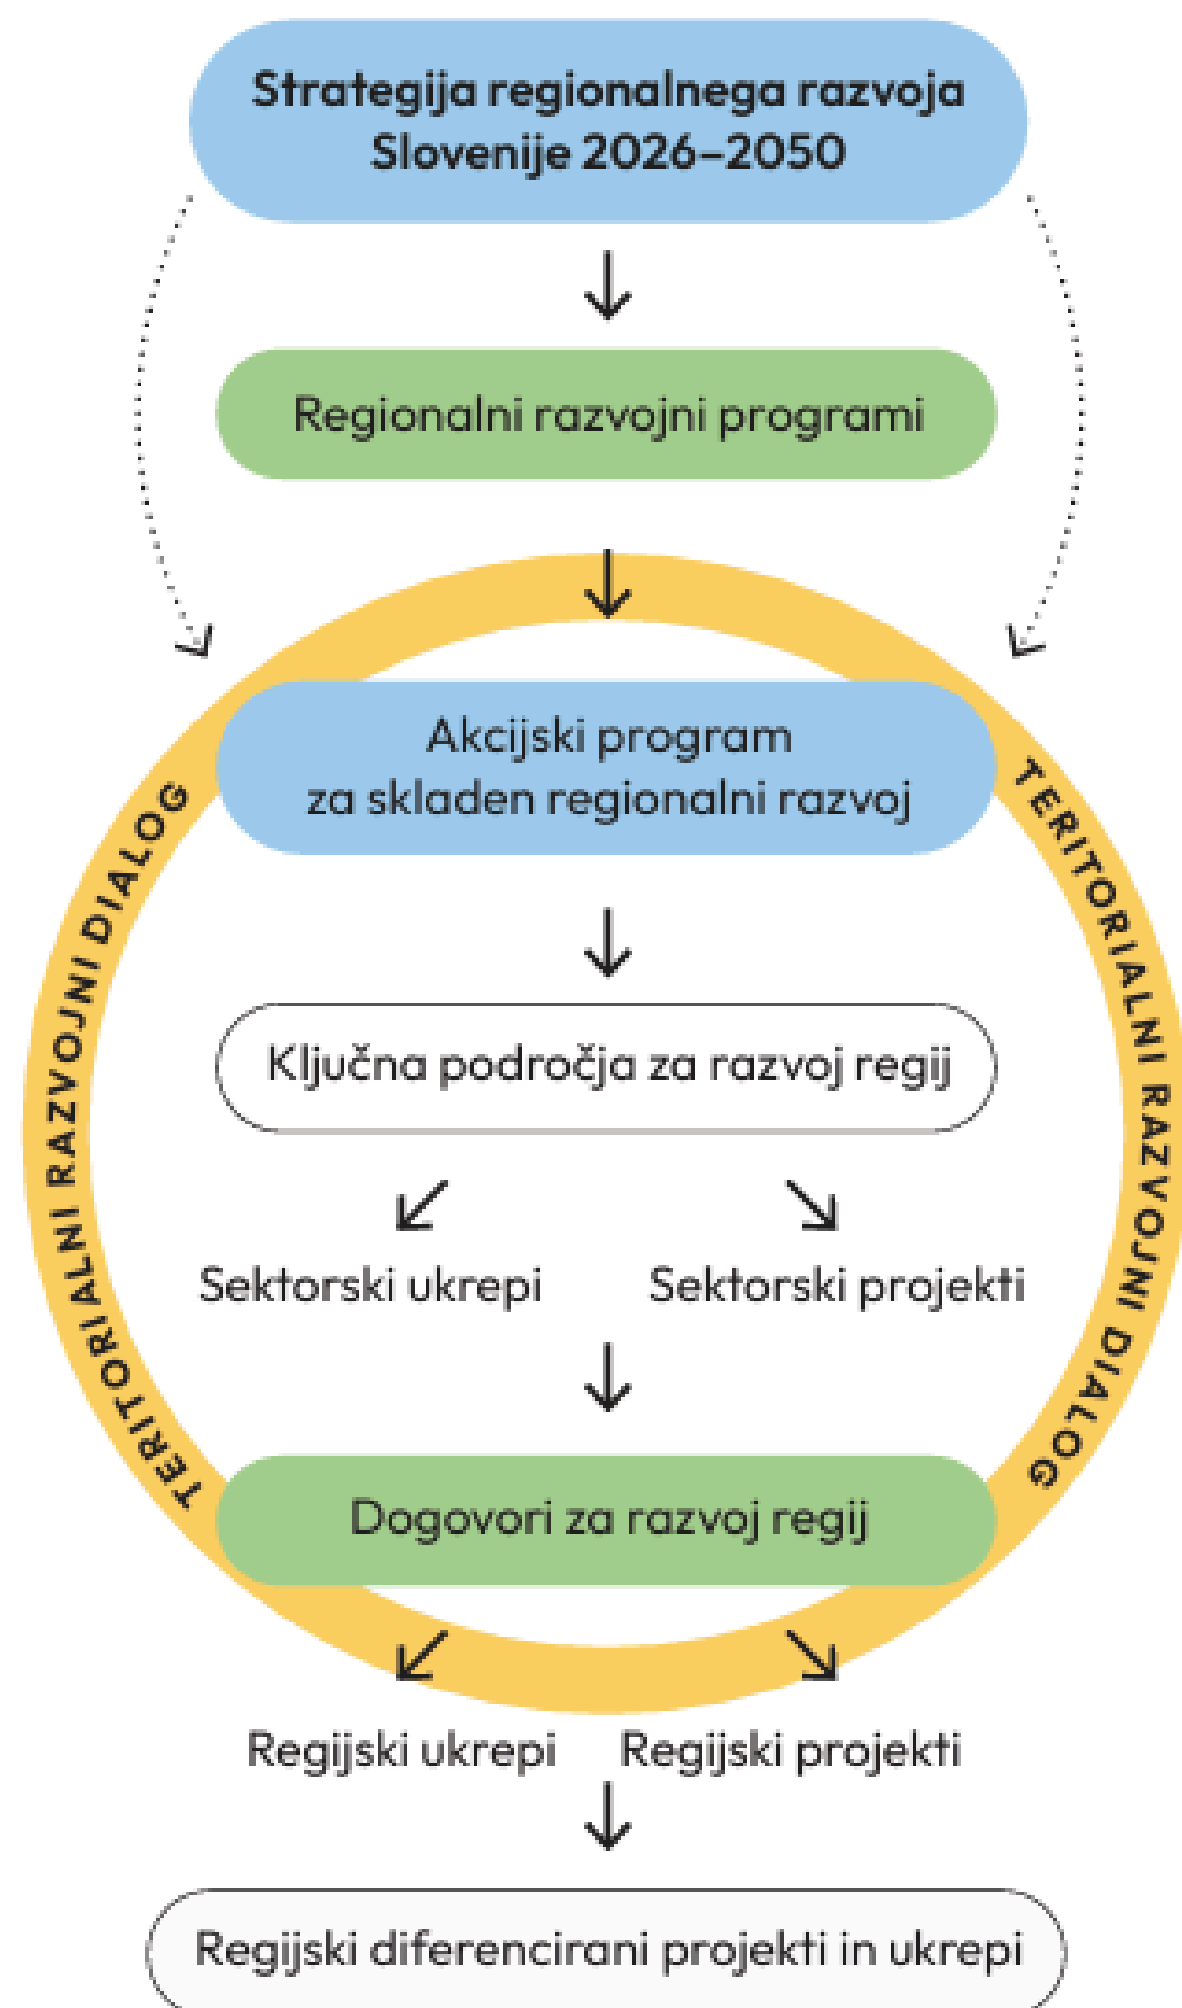 Strategija regionalnega razvoja
Slovenije 2026–2050
Regionalni razvojni programi
Akcijski program
za skladen regionalni razvoj
TERITORIALNI RAZVOJNI DIALOG
TERITORIALNI RAZVOJNI DIALOG
Ključna področja za razvoj regij
Sektorski ukrepi
Sektorski projekti
Dogovori za razvoj regij
Regijski ukrepi
Regijski projekti
Regijski diferencirani projekti in ukrepi